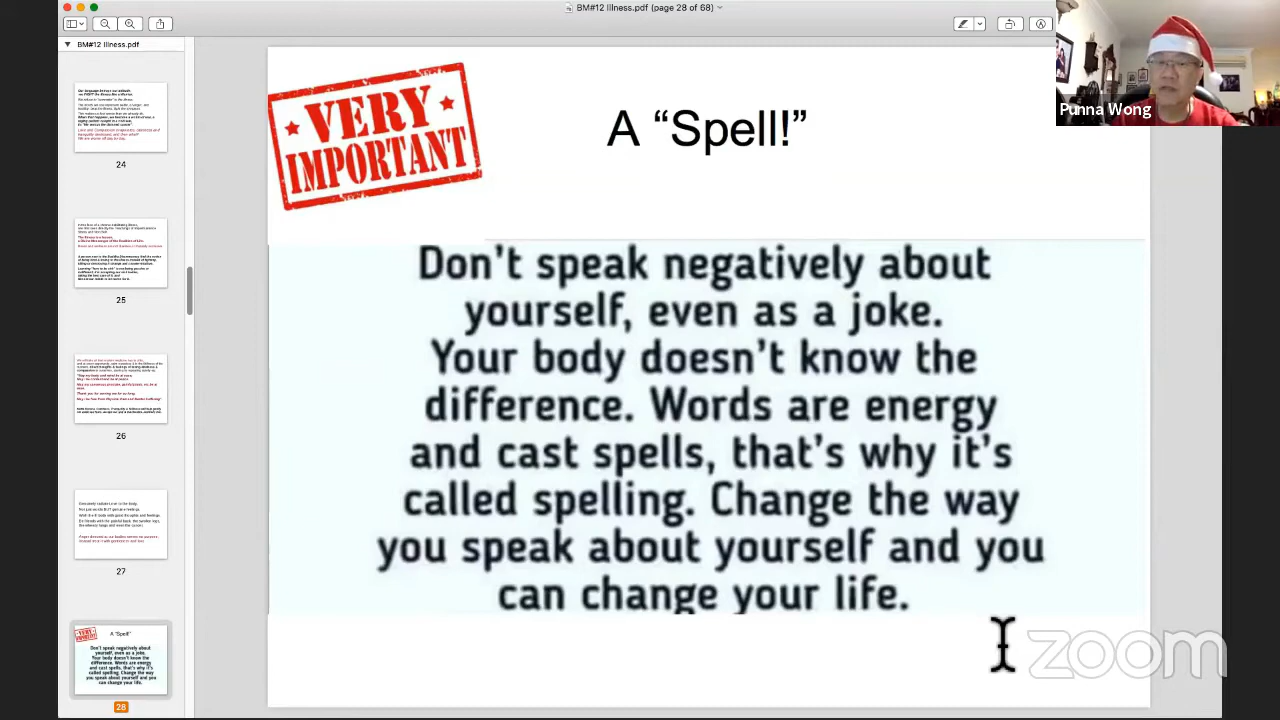 BM#12 Illness.pdf (page 28 of 68)
BM#12 Illness.pdf
24
25
26
27
28
VERY
IMPORTANT
A “Spell!”
Don’t speak negatively about
yourself, even as a joke.
Your body doesn’t know the
difference. Words are energy
and cast spells, that’s why it’s
called spelling. Change the way
you speak about yourself and you
can change your life.
Punna Wong
zoom